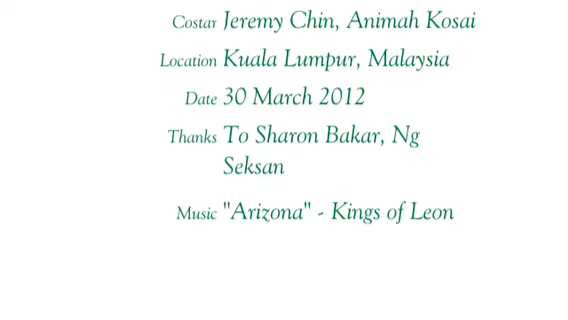 Costar Jeremy Chin, Animah Kosai
Location Kuala Lumpur, Malaysia
Date 30 March 2012
Thanks To Sharon Bakar, Ng
Seksan
Music "Arizona" - Kings of Leon